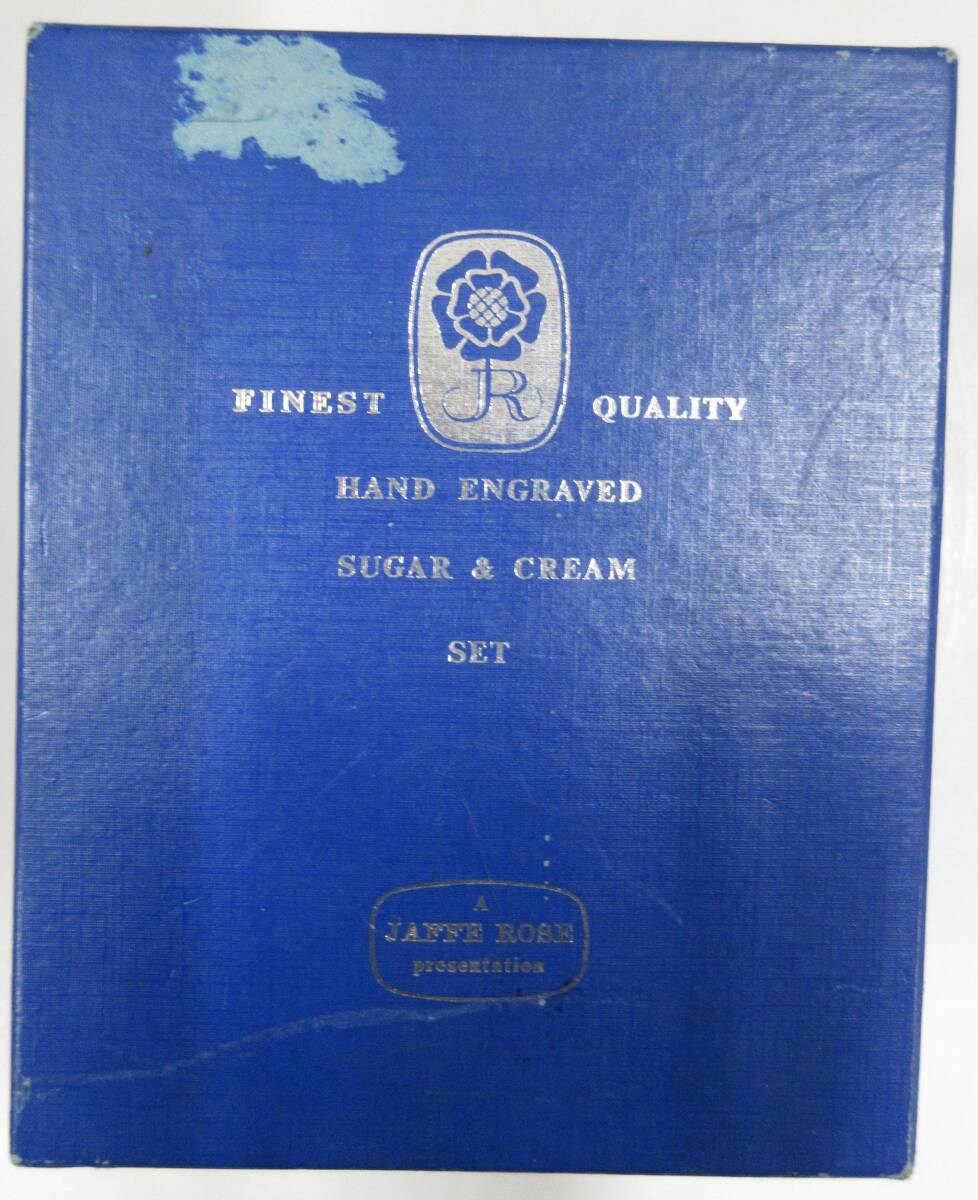 JR
FINEST QUALITY
HAND ENGRAVED
SUGAR & CREAM
SET
A
JAFFE ROSE
presentation